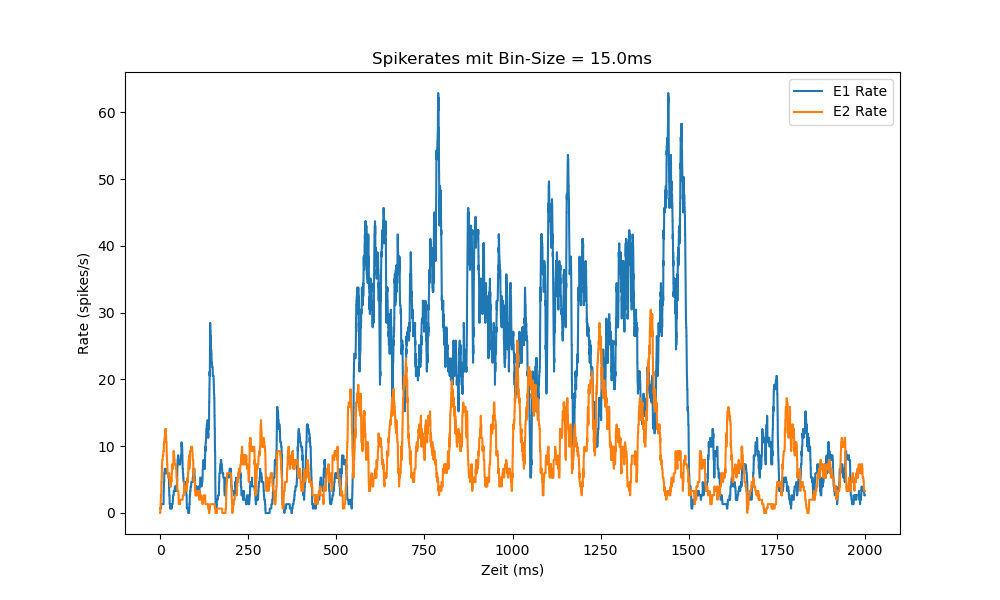 Spikerates mit Bin-Size = 15.0ms
E1 Rate
E2 Rate
Rate (spikes/s)
60
50
40
30
20
10
0
0 250 500 750 1000 1250 1500 1750 2000
Zeit (ms)